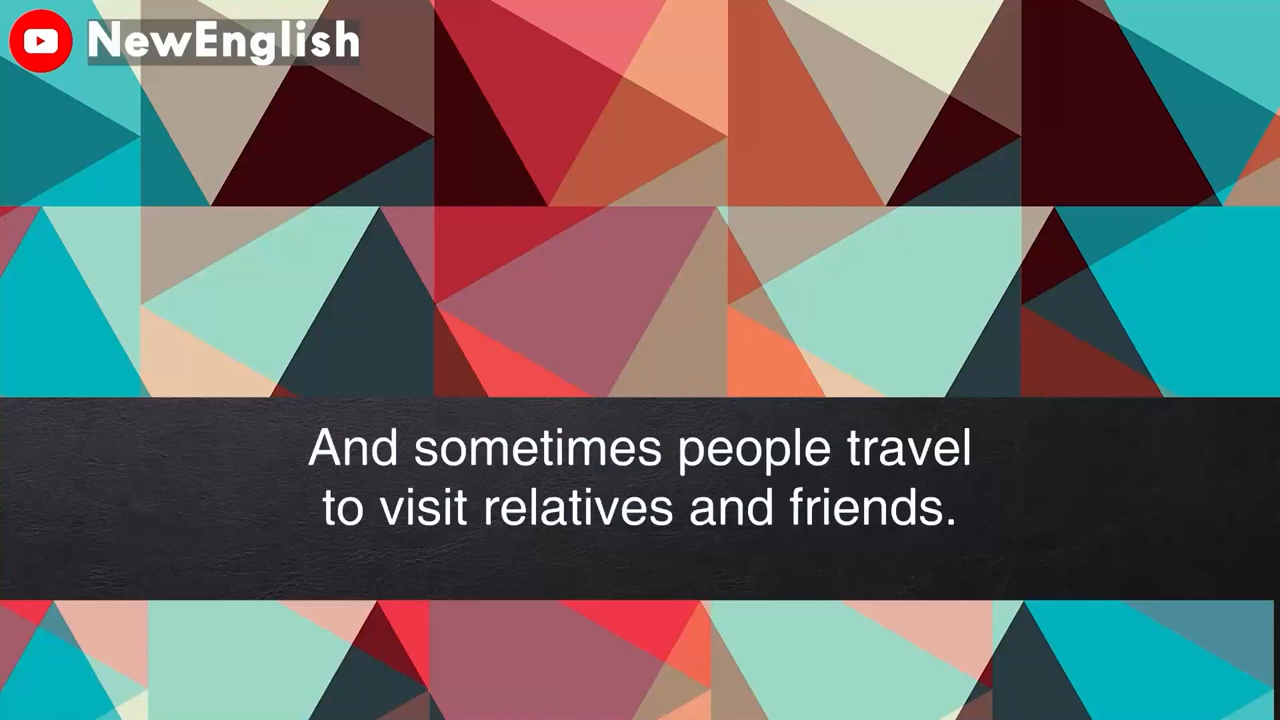 NewEnglish
And sometimes people travel
to visit relatives and friends.